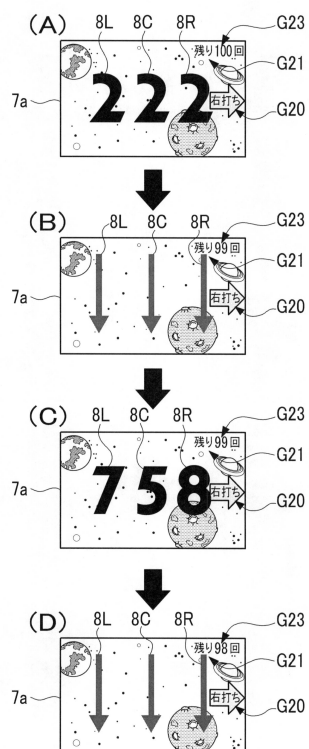 (A) 8L 8C 8R G23
残り100回
G21
222
7a
右打ち
G20
(B) 8L 8C 8R G23
残り99回
G21
7a
右打ち
G20
(C) 8L 8C 8R G23
残り99回
G21
758
7a
右打ち
G20
(D) 8L 8C 8R G23
残り98回
G21
7a
右打ち
G20